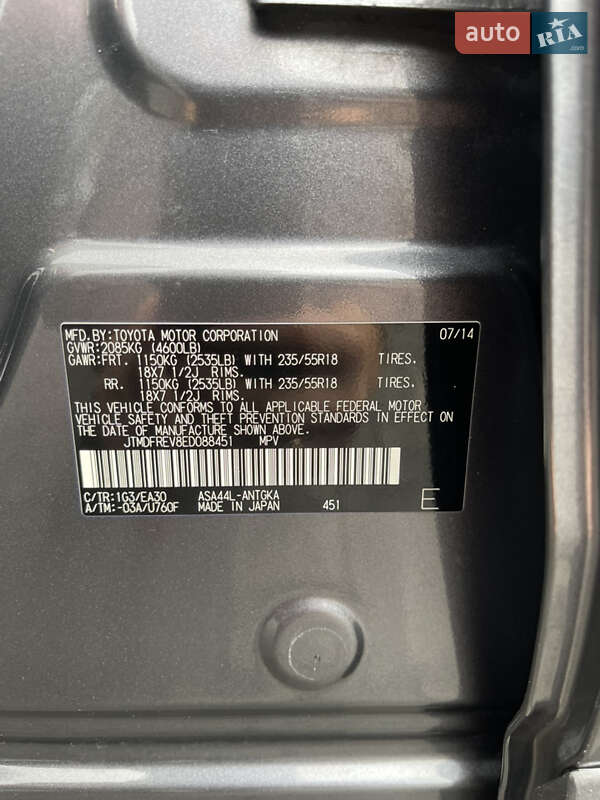 auto RIA.com
MFD.BY:TOYOTA MOTOR CORPORATION 07/14
GVWR:2085KG (4600LB)
GAWR:FRT. 1150KG (2535LB) WITH 235/55R18 TIRES.
18X7 1/2J RIMS.
RR. 1150KG (2535LB) WITH 235/55R18 TIRES.
18X7 1/2J RIMS.
THIS VEHICLE CONFORMS TO ALL APPLICABLE FEDERAL MOTOR
VEHICLE SAFETY AND THEFT PREVENTION STANDARDS IN EFFECT
ON THE DATE OF MANUFACTURE SHOWN ABOVE.
JTMDFREV8ED088451 MPV
C/TR:1G3/EA30 ASA44L-ANTGKA
A/TM:-03A/U760F MADE IN JAPAN 451 E